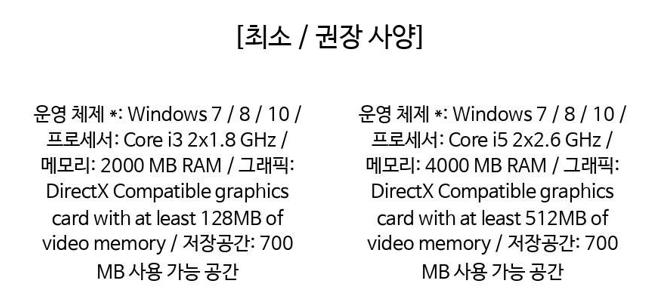 [최소 / 권장 사양]
운영 체제 *: Windows 7 / 8 / 10 /
프로세서: Core i3 2x1.8 GHz /
메모리: 2000 MB RAM / 그래픽:
DirectX Compatible graphics
card with at least 128MB of
video memory / 저장공간: 700
MB 사용 가능 공간
운영 체제 *: Windows 7 / 8 / 10 /
프로세서: Core i5 2x2.6 GHz /
메모리: 4000 MB RAM / 그래픽:
DirectX Compatible graphics
card with at least 512MB of
video memory / 저장공간: 700
MB 사용 가능 공간